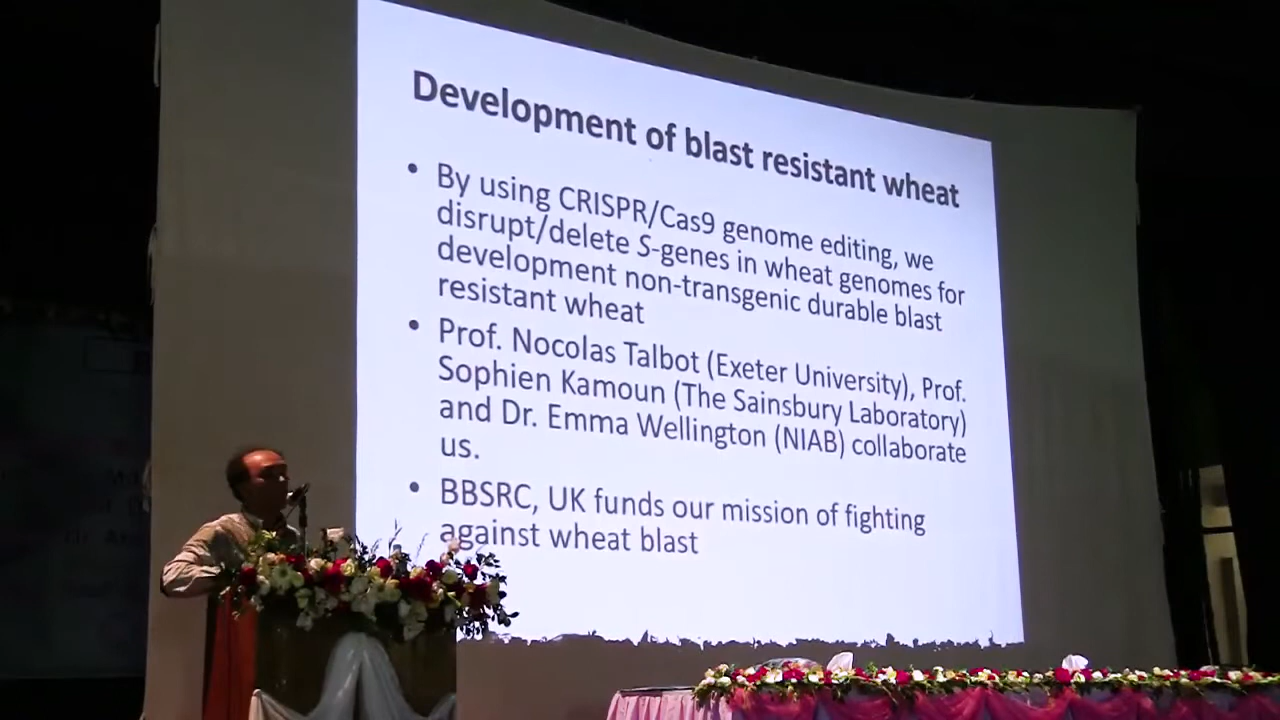 Development of blast resistant wheat
• By using CRISPR/Cas9 genome editing, we
disrupt/delete S-genes in wheat genomes for
development non-transgenic durable blast
resistant wheat
• Prof. Nocolas Talbot (Exeter University), Prof.
Sophien Kamoun (The Sainsbury Laboratory)
and Dr. Emma Wellington (NIAB) collaborate
us.
• BBSRC, UK funds our mission of fighting
against wheat blast